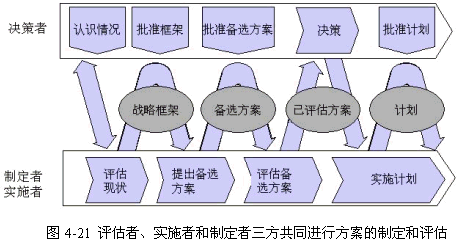 决策者
认识情况
批准框架
批准备选方案
决策
批准计划
战略框架
备选方案
已评估方案
计划
制定者
实施者
评估
现状
提出备选
方案
评估备
选方案
实施计划
图 4-21 评估者、实施者和制定者三方共同进行方案的制定和评估